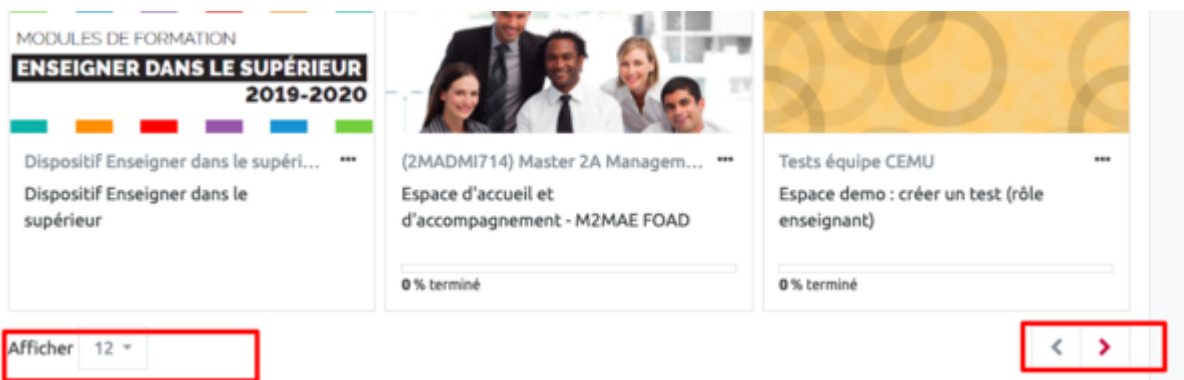 MODULES DE FORMATION
ENSEIGNER DANS LE SUPÉRIEUR
2019-2020
Dispositif Enseigner dans le supéri... ...
Dispositif Enseigner dans le
supérieur
(2MADMI714) Master 2A Managem... ...
Espace d'accueil et
d'accompagnement - M2MAE FOAD
0 % terminé
Tests équipe CEMU ...
Espace demo : créer un test (rôle
enseignant)
0 % terminé
Afficher 12